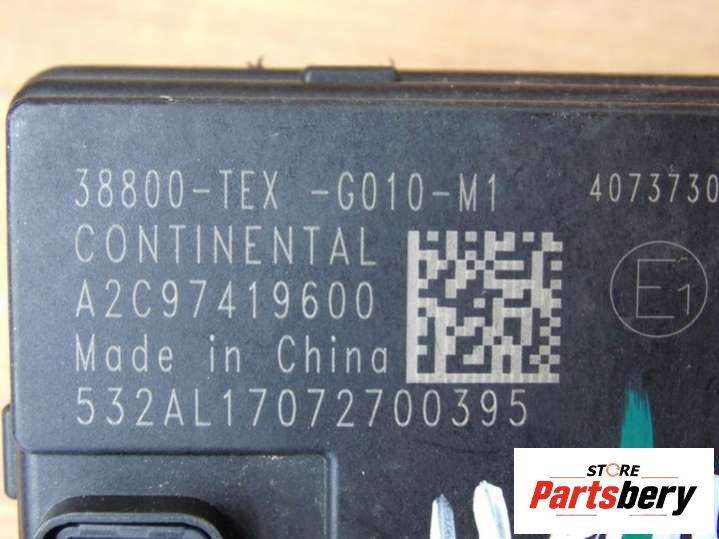 38800-TEX -G010-M1 4073730
CONTINENTAL
A2C97419600
E1
Made in China
532AL17072700395
STORE
Partsbery